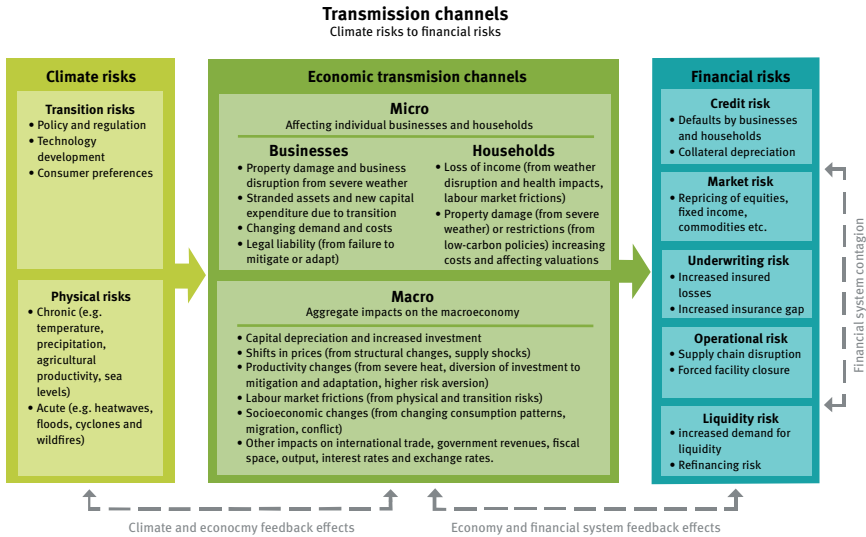 Transmission channels
Climate risks to financial risks
Climate risks
Transition risks
• Policy and regulation
• Technology
development
• Consumer preferences
Physical risks
• Chronic (e.g.
temperature,
precipitation,
agricultural
productivity, sea
levels)
• Acute (e.g. heatwaves,
floods, cyclones and
wildfires)
Economic transmision channels
Micro
Affecting individual businesses and households
Businesses
• Property damage and business
disruption from severe weather
• Stranded assets and new capital
expenditure due to transition
• Changing demand and costs
• Legal liability (from failure to
mitigate or adapt)
Households
• Loss of income (from weather
disruption and health impacts,
labour market frictions)
• Property damage (from severe
weather) or restrictions (from
low-carbon policies) increasing
costs and affecting valuations
Macro
Aggregate impacts on the macroeconomy
• Capital depreciation and increased investment
• Shifts in prices (from structural changes, supply shocks)
• Productivity changes (from severe heat, diversion of investment to
mitigation and adaptation, higher risk aversion)
• Labour market frictions (from physical and transition risks)
• Socioeconomic changes (from changing consumption patterns,
migration, conflict)
• Other impacts on international trade, government revenues, fiscal
space, output, interest rates and exchange rates.
Financial risks
Credit risk
• Defaults by businesses
and households
• Collateral depreciation
Market risk
• Repricing of equities,
fixed income,
commodities etc.
Underwriting risk
• Increased insured
losses
• Increased insurance gap
Operational risk
• Supply chain disruption
• Forced facility closure
Liquidity risk
• increased demand for
liquidity
• Refinancing risk
Financial system contagion
Climate and econocmy feedback effects
Economy and financial system feedback effects